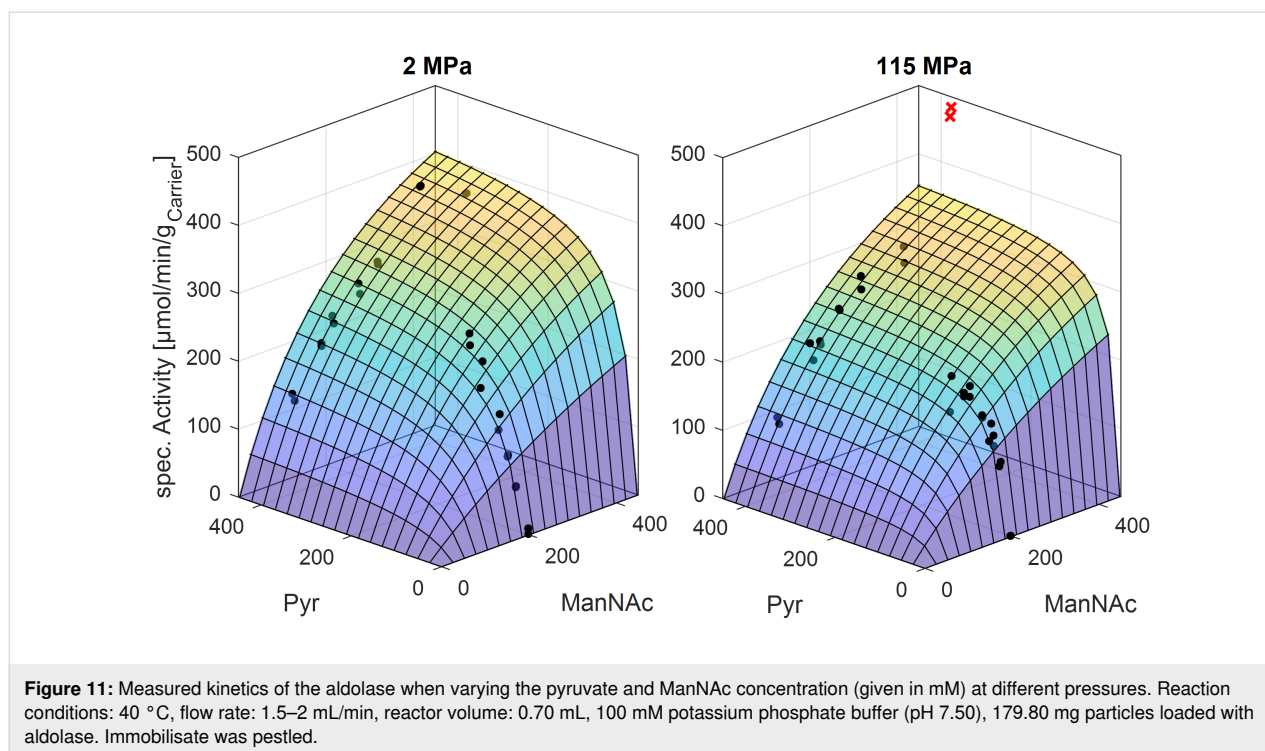 2 MPa
115 MPa
spec. Activity [µmol/min/gCarrier]
500
400
300
200
100
0
400
200
0
0
200
400
Pyr
ManNAc
500
400
300
200
100
0
400
200
0
0
200
400
Pyr
ManNAc
Figure 11: Measured kinetics of the aldolase when varying the pyruvate and ManNAc concentration (given in mM) at different pressures. Reaction
conditions: 40 °C, flow rate: 1.5–2 mL/min, reactor volume: 0.70 mL, 100 mM potassium phosphate buffer (pH 7.50), 179.80 mg particles loaded with
aldolase. Immobilisate was pestled.